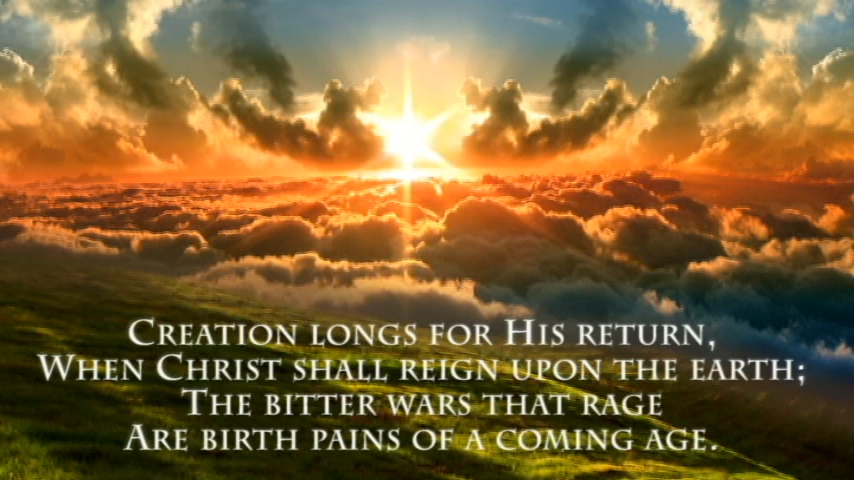 Creation longs for His return,
When Christ shall reign upon the earth;
The bitter wars that rage
Are birth pains of a coming age.